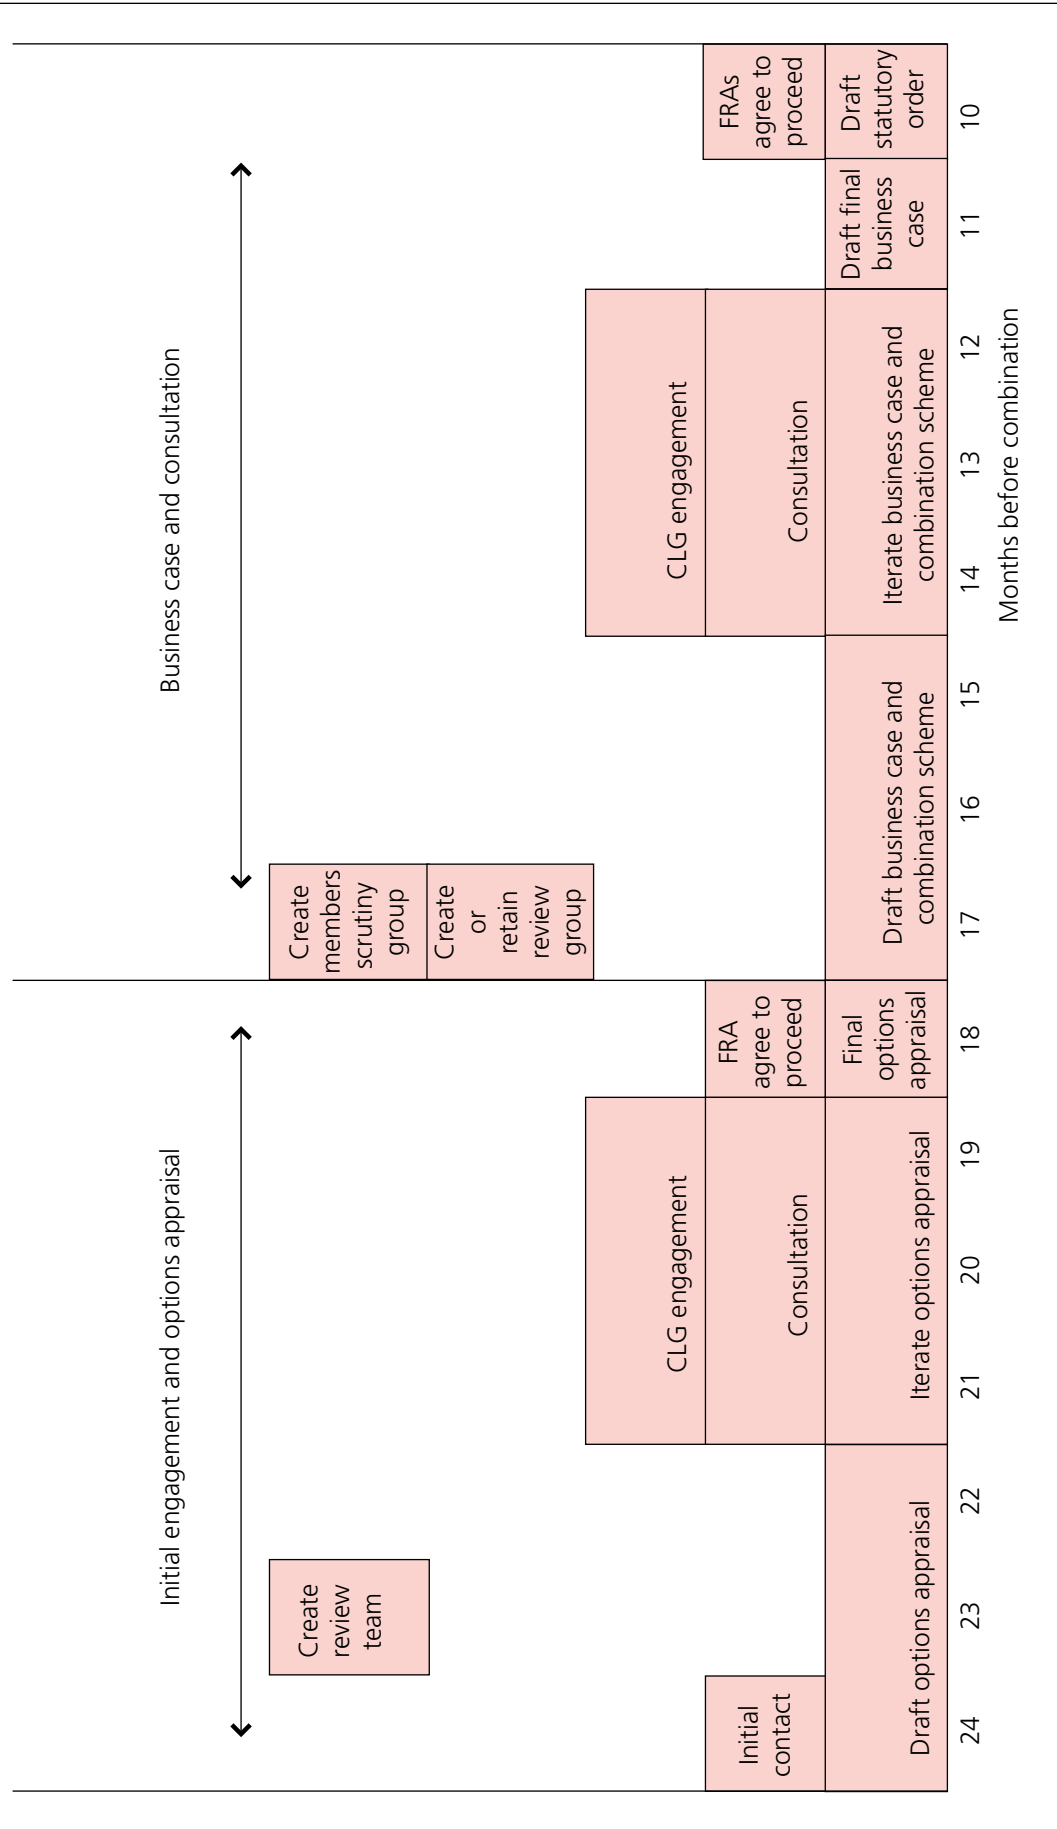 Initial engagement and options appraisal
Business case and consultation
Create
review
team
Create
members
scrutiny
group
Create
or
retain
review
group
CLG engagement
CLG engagement
Initial
contact
Consultation
FRA
agree to
proceed
Consultation
FRAs
agree to
proceed
Draft options appraisal
Iterate options appraisal
Final
options
appraisal
Draft business case and
combination scheme
Iterate business case and
combination scheme
Draft final
business
case
Draft
statutory
order
24 23 22 21 20 19 18 17 16 15 14 13 12 11 10
Months before combination